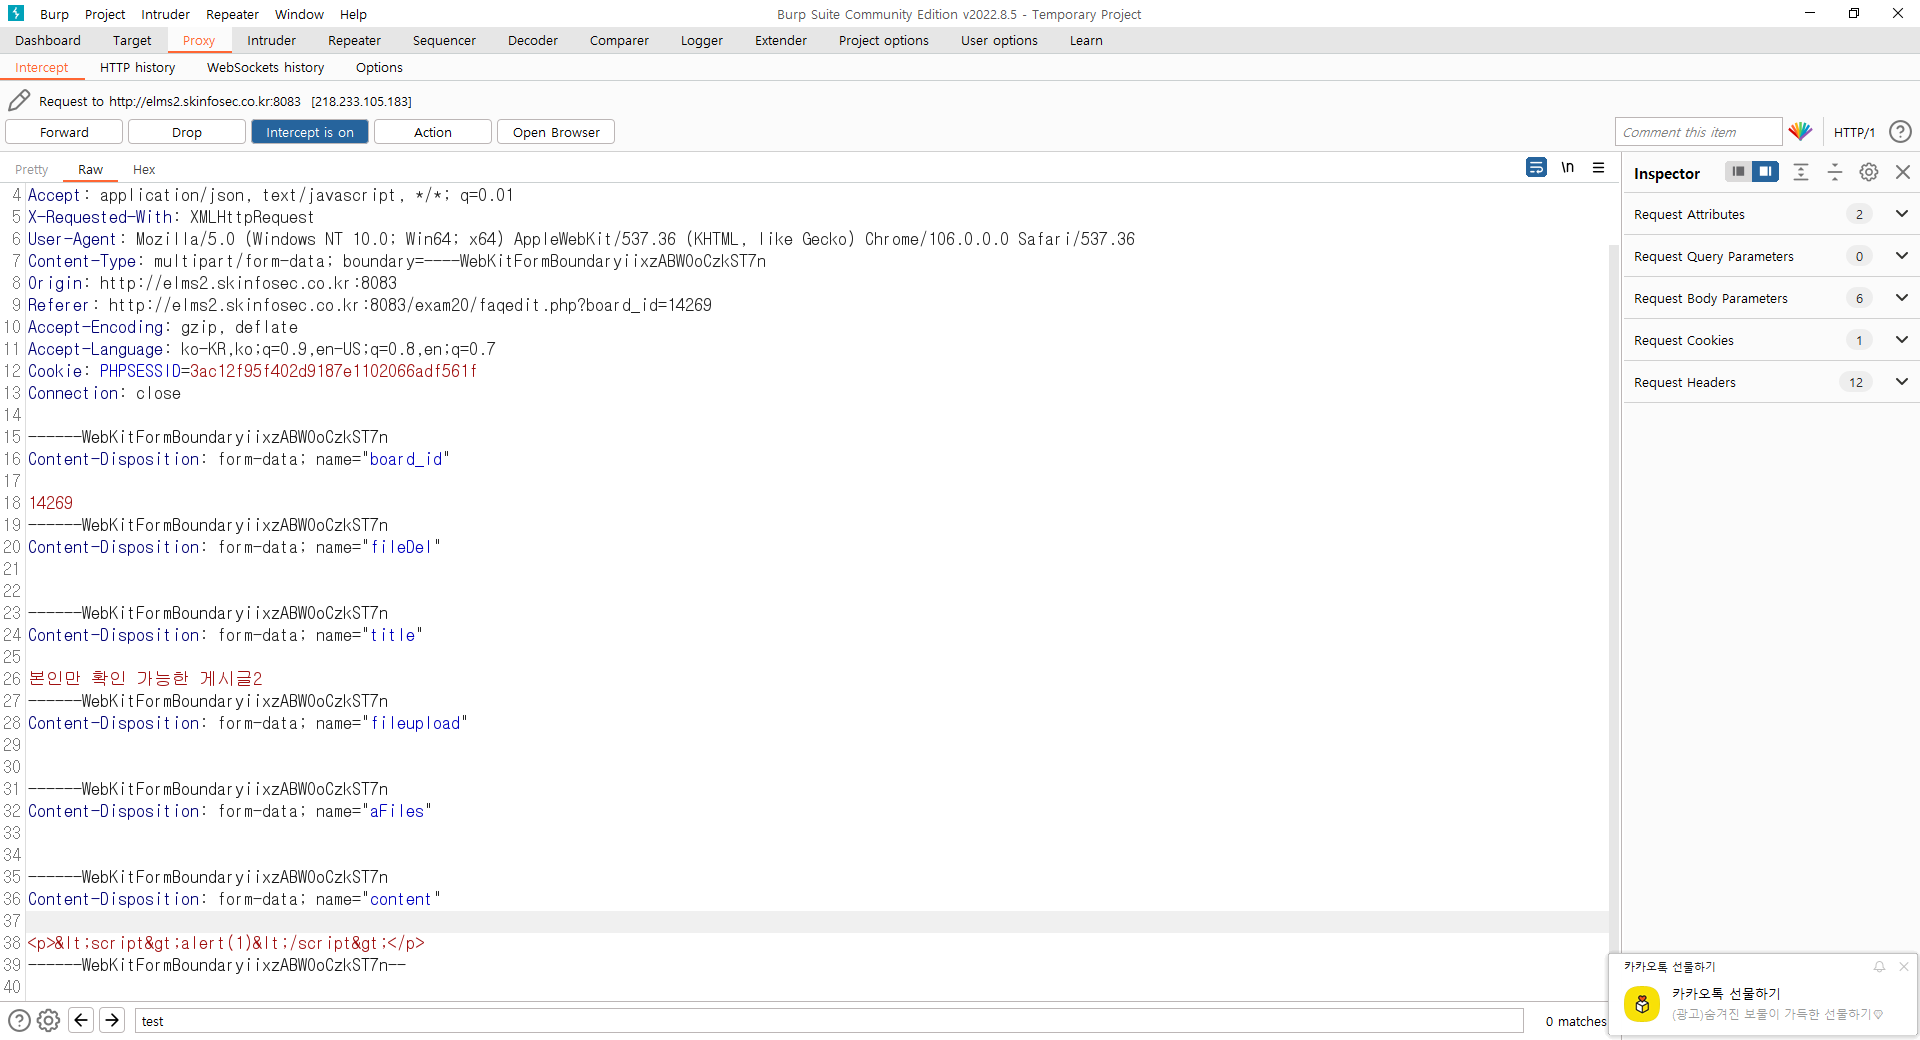 Burp Project Intruder Repeater Window Help
Burp Suite Community Edition v2022.8.5 - Temporary Project
Dashboard Target Proxy Intruder Repeater Sequencer Decoder Comparer Logger Extender Project options User options Learn
Intercept HTTP history WebSockets history Options
Request to http://elms2.skinfosec.co.kr:8083 [218.233.105.183]
Forward Drop Intercept is on Action Open Browser
Comment this item
HTTP/1
Pretty Raw Hex
\n
4 Accept: application/json, text/javascript, */*; q=0.01
5 X-Requested-With: XMLHttpRequest
6 User-Agent: Mozilla/5.0 (Windows NT 10.0; Win64; x64) AppleWebKit/537.36 (KHTML, like Gecko) Chrome/106.0.0.0 Safari/537.36
7 Content-Type: multipart/form-data; boundary=----WebKitFormBoundaryiixzABW0oCzkST7n
8 Origin: http://elms2.skinfosec.co.kr:8083
9 Referer: http://elms2.skinfosec.co.kr:8083/exam20/faqedit.php?board_id=14269
10 Accept-Encoding: gzip, deflate
11 Accept-Language: ko-KR,ko;q=0.9,en-US;q=0.8,en;q=0.7
12 Cookie: PHPSESSID=3ac12f95f402d9187e1102066adf561f
13 Connection: close
14
15 ------WebKitFormBoundaryiixzABW0oCzkST7n
16 Content-Disposition: form-data; name="board_id"
17
18 14269
19 ------WebKitFormBoundaryiixzABW0oCzkST7n
20 Content-Disposition: form-data; name="fileDel"
21
22
23 ------WebKitFormBoundaryiixzABW0oCzkST7n
24 Content-Disposition: form-data; name="title"
25
26 본인만 확인 가능한 게시글2
27 ------WebKitFormBoundaryiixzABW0oCzkST7n
28 Content-Disposition: form-data; name="fileupload"
29
30
31 ------WebKitFormBoundaryiixzABW0oCzkST7n
32 Content-Disposition: form-data; name="aFiles"
33
34
35 ------WebKitFormBoundaryiixzABW0oCzkST7n
36 Content-Disposition: form-data; name="content"
37
38 <p>&lt;script&gt;alert(1)&lt;/script&gt;</p>
39 ------WebKitFormBoundaryiixzABW0oCzkST7n--
40
test
0 matches
Inspector
Request Attributes 2
Request Query Parameters 0
Request Body Parameters 6
Request Cookies 1
Request Headers 12
카카오톡 선물하기
카카오톡 선물하기
(광고)숨겨진 보물이 가득한 선물하기